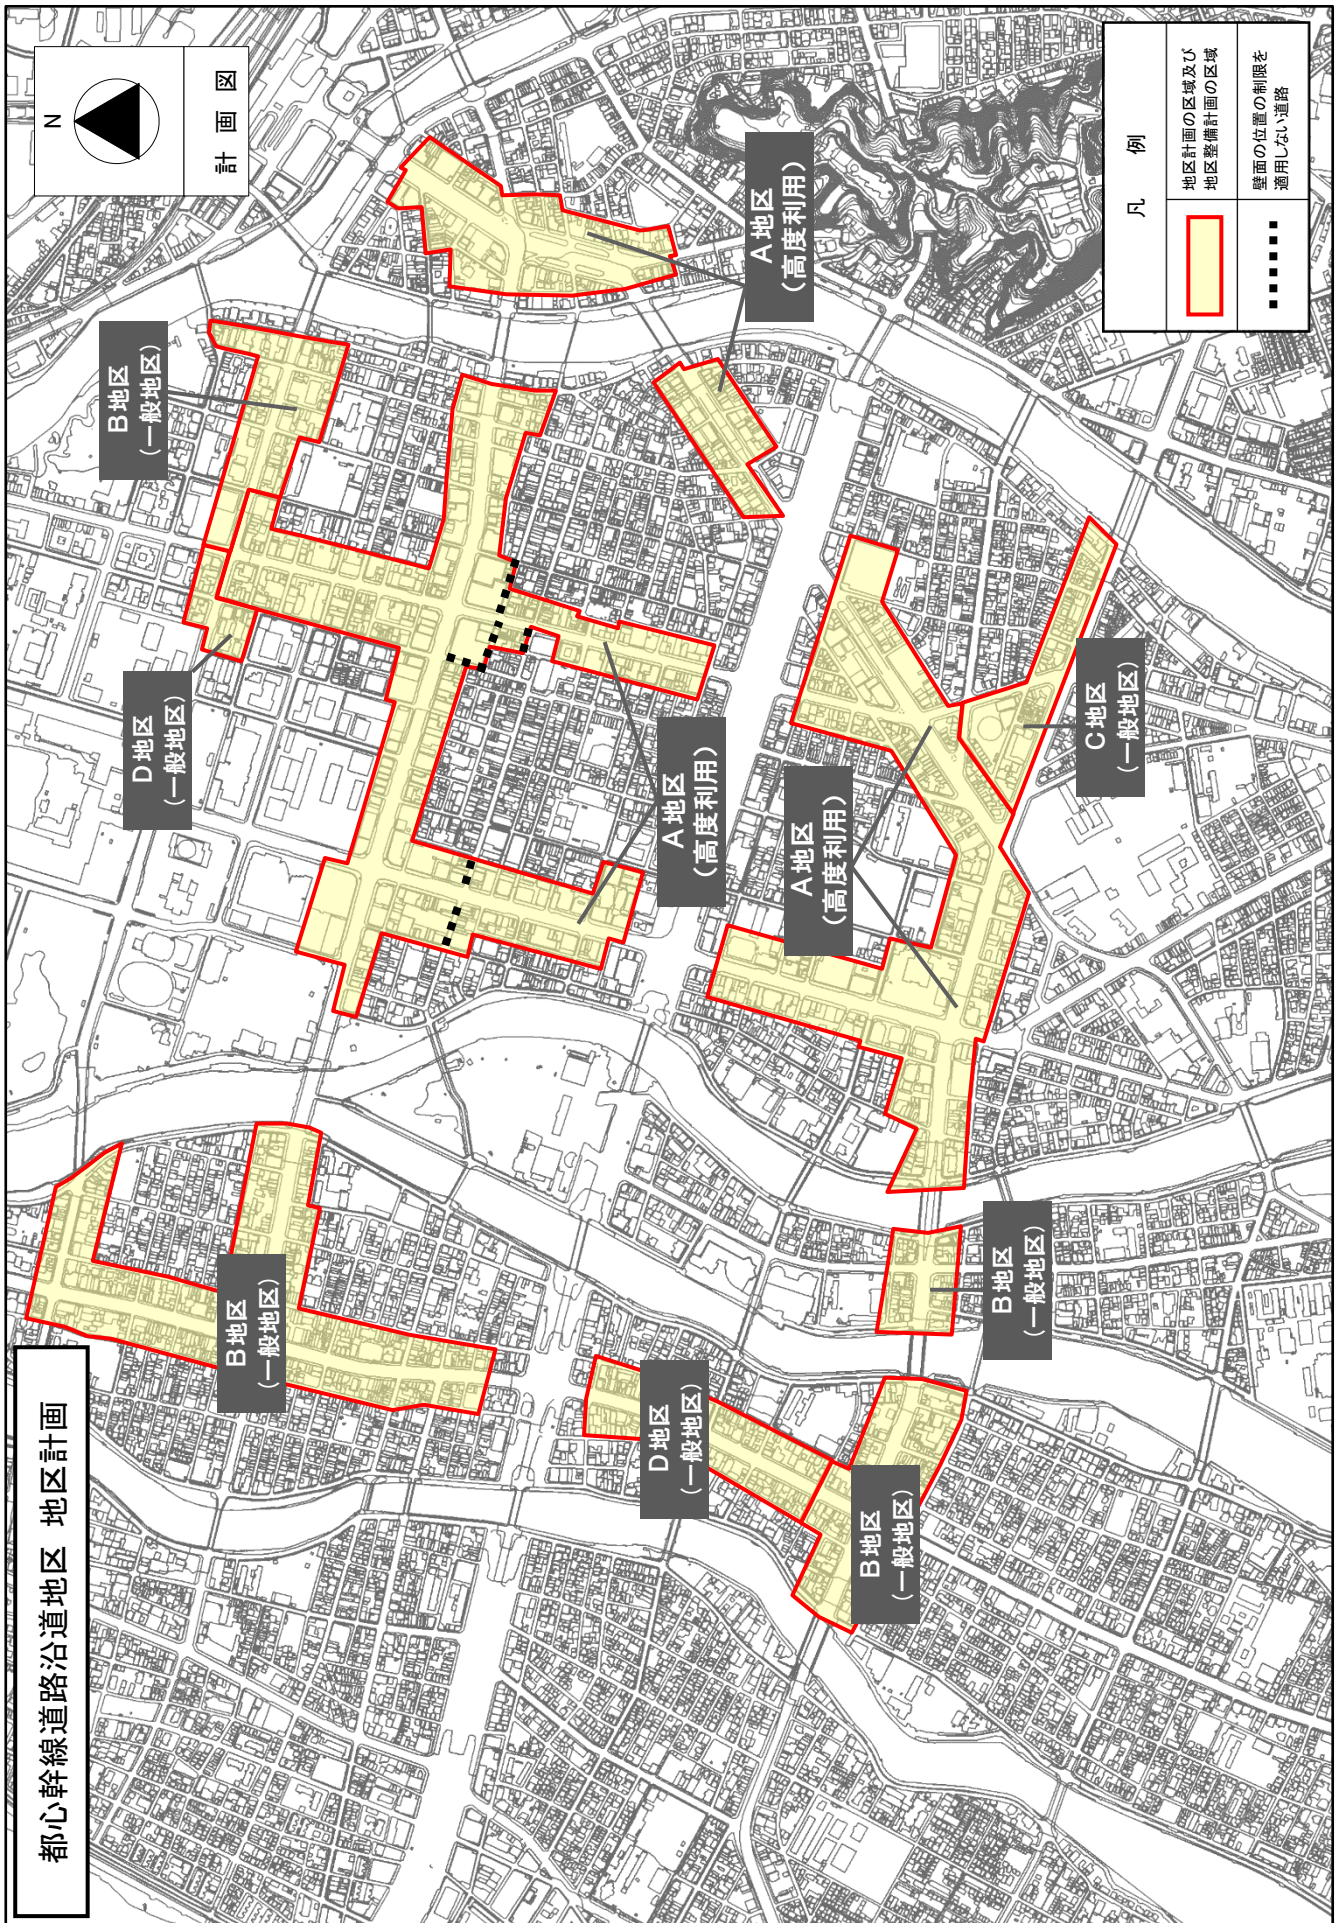 都心幹線道路沿道地区 地区計画
N
計画図
B地区
(一般地区)
D地区
(一般地区)
A地区
(高度利用)
A地区
(高度利用)
A地区
(高度利用)
C地区
(一般地区)
B地区
(一般地区)
D地区
(一般地区)
B地区
(一般地区)
B地区
(一般地区)
凡例
地区計画の区域及び
地区整備計画の区域
壁面の位置の制限を
適用しない道路